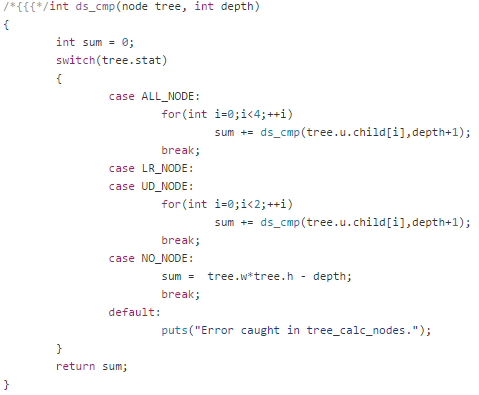 /*{{{*/int ds_cmp(node tree, int depth)
{
        int sum = 0;
        switch(tree.stat)
        {
                case ALL_NODE:
                        for(int i=0;i<4;++i)
                                sum += ds_cmp(tree.u.child[i],depth+1);
                        break;
                case LR_NODE:
                case UD_NODE:
                        for(int i=0;i<2;++i)
                                sum += ds_cmp(tree.u.child[i],depth+1);
                        break;
                case NO_NODE:
                        sum =  tree.w*tree.h - depth;
                        break;
                default:
                        puts("Error caught in tree_calc_nodes.");
        }
        return sum;
}